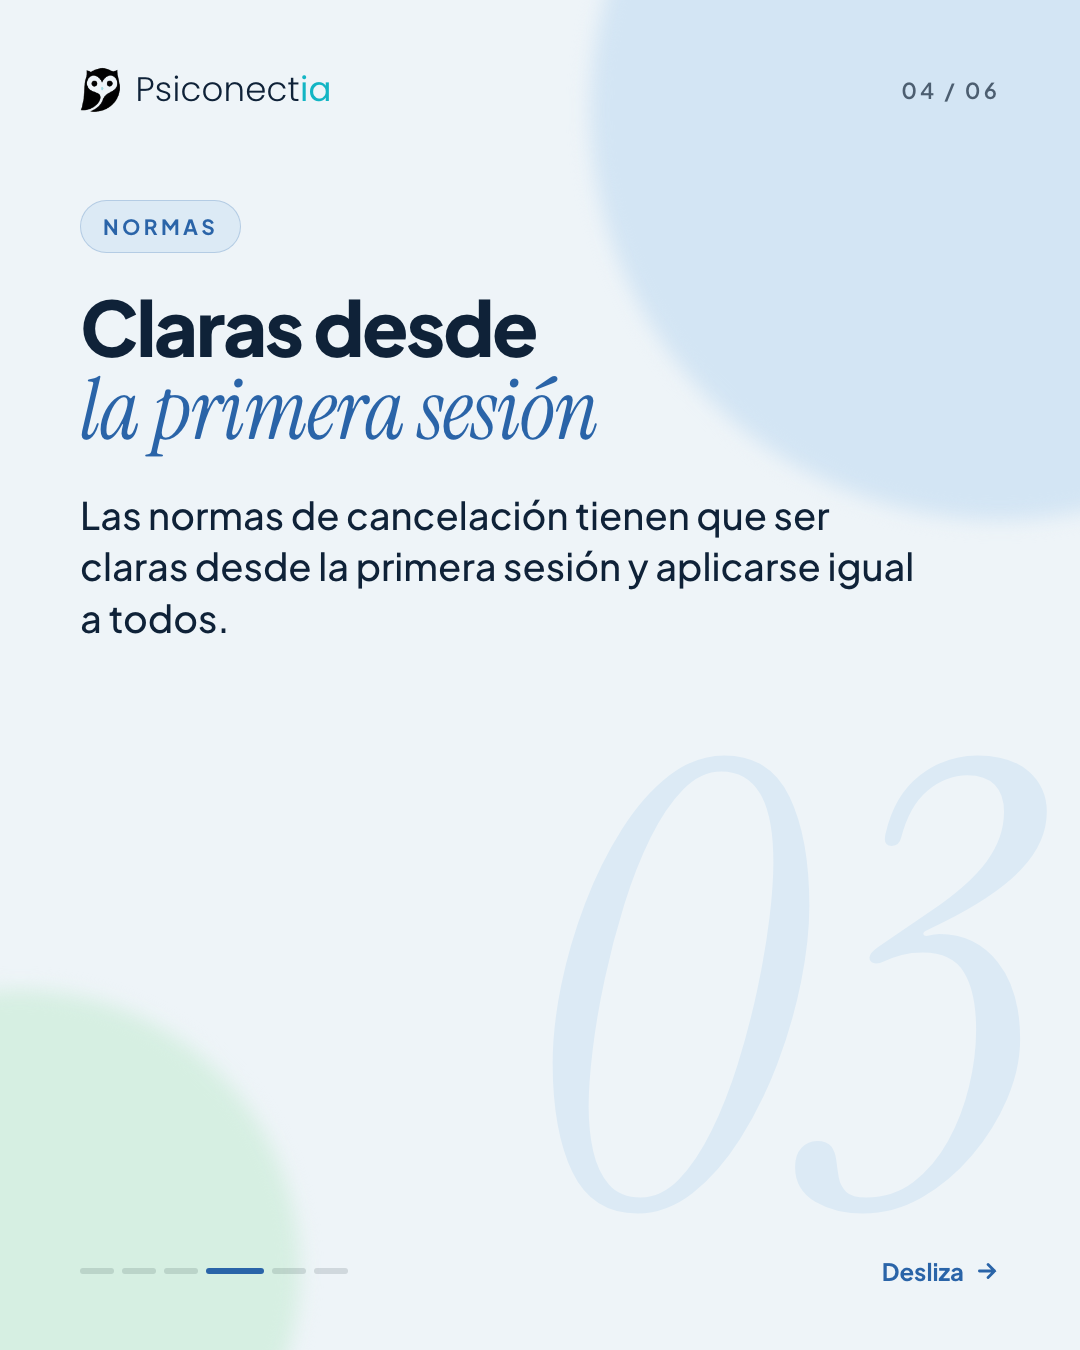 Psiconectia
04 / 06
NORMAS
Claras desde
la primera sesión
Las normas de cancelación tienen que ser
claras desde la primera sesión y aplicarse igual
a todos.
03
Desliza →